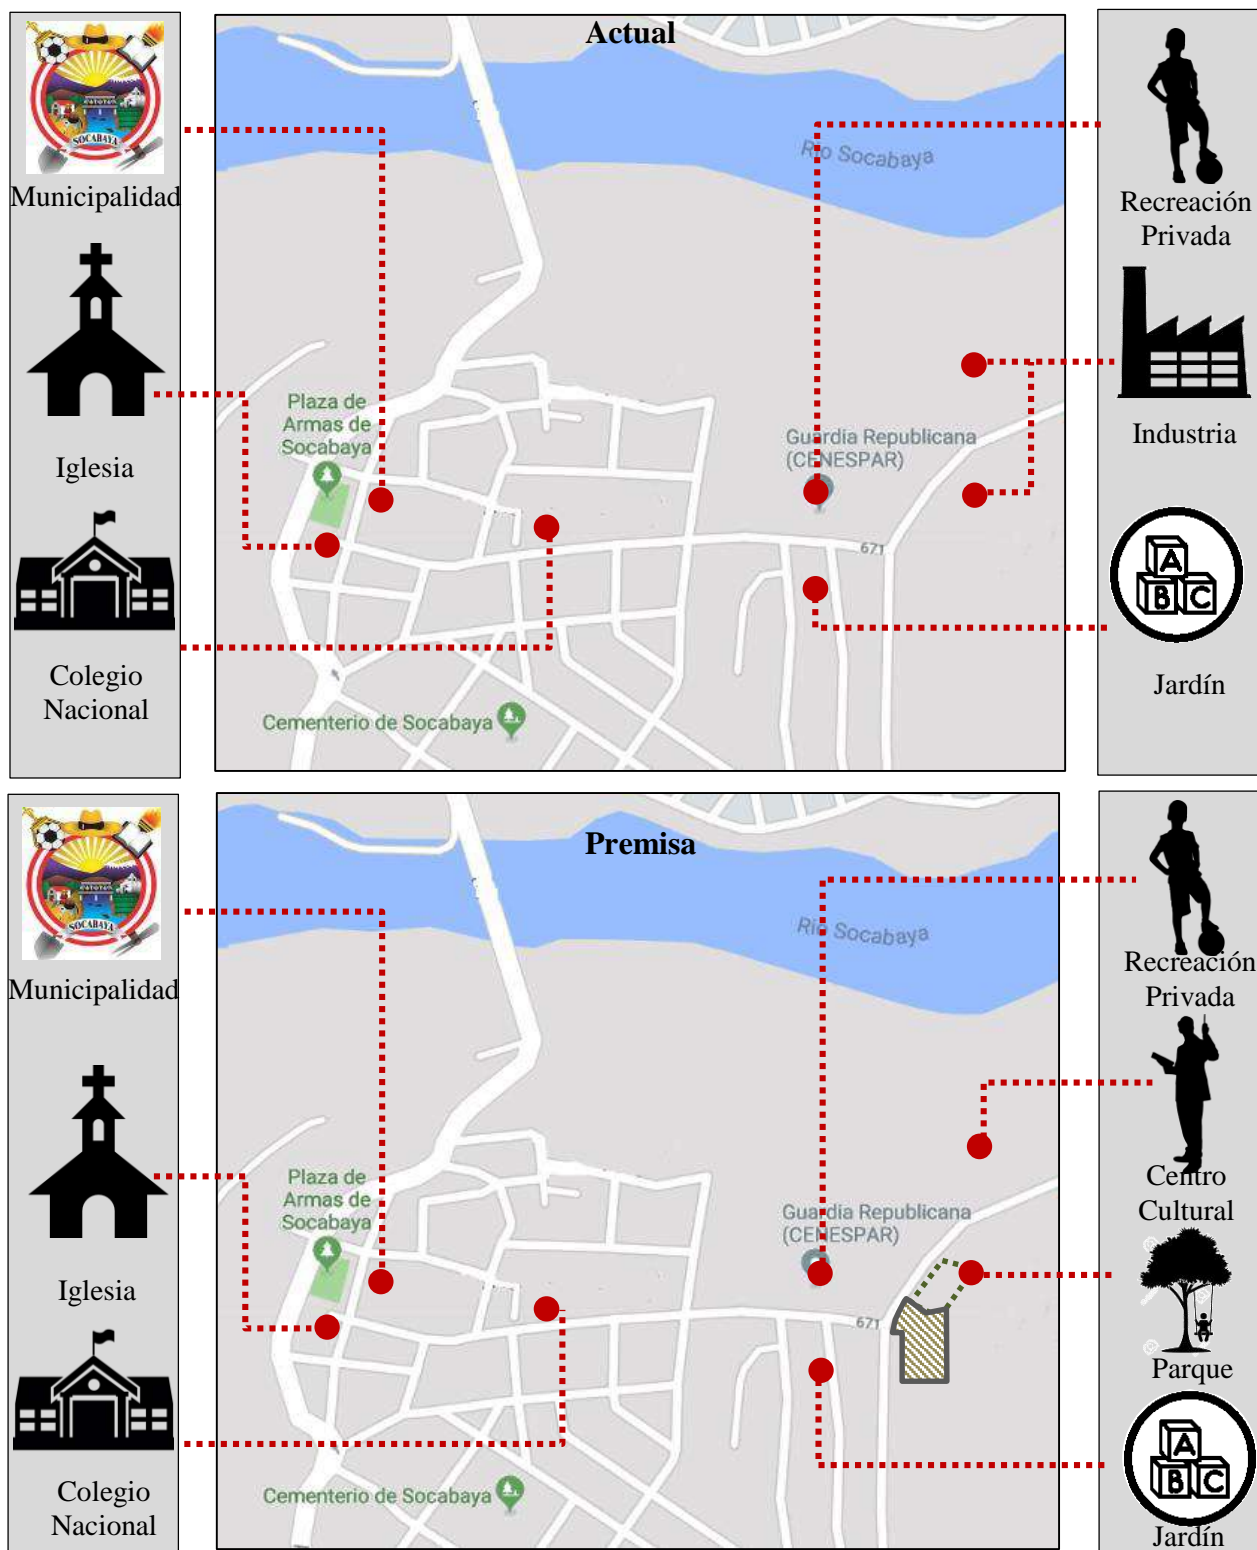 Actual
SOCABAYA
Municipalidad
Iglesia
Colegio
Nacional
Río Socabaya
Plaza de
Armas de
Socabaya
Guardia Republicana
(CENESPAR)
671
Cementerio de Socabaya
Recreación
Privada
Industria
A
B C
Jardín
Premisa
SOCABAYA
Municipalidad
Iglesia
Colegio
Nacional
Río Socabaya
Plaza de
Armas de
Socabaya
Guardia Republicana
(CENESPAR)
671
Cementerio de Socabaya
Recreación
Privada
Centro
Cultural
Parque
A
B C
Jardín